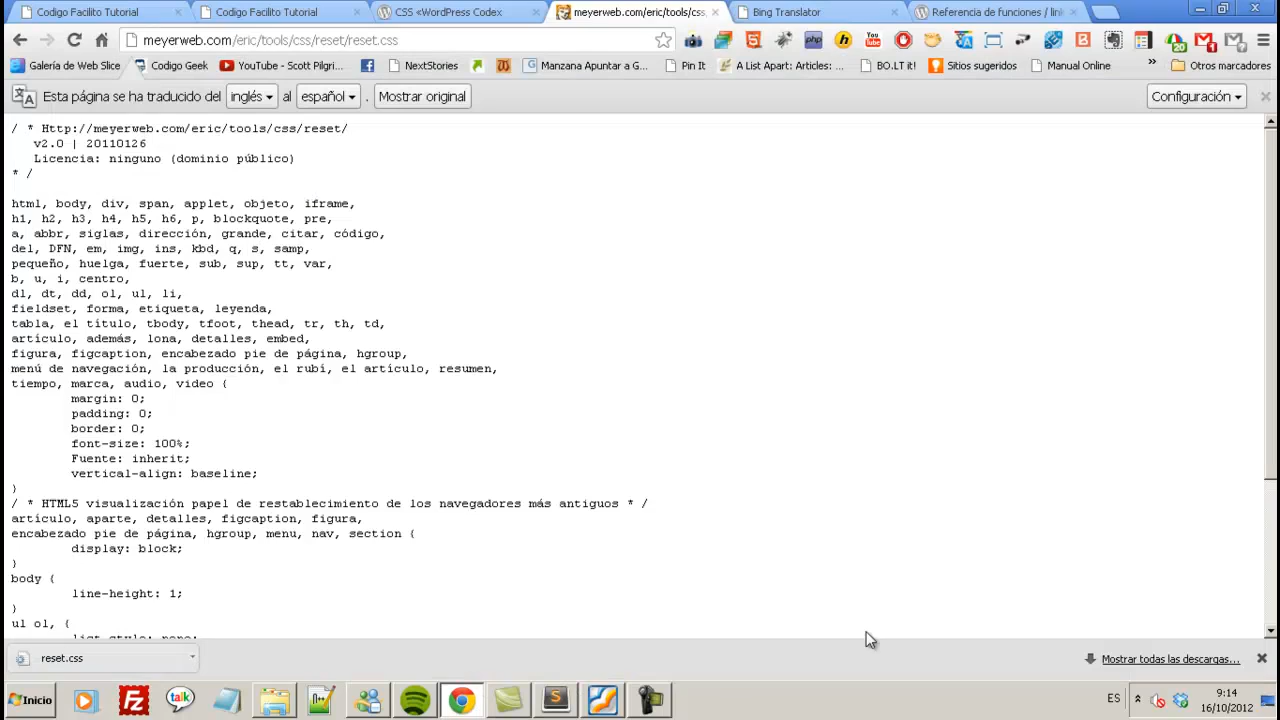 Codigo Facilito Tutorial
Codigo Facilito Tutorial
CSS «WordPress Codex
meyerweb.com/eric/tools/css,
Bing Translator
Referencia de funciones / lin
meyerweb.com/eric/tools/css/reset/reset.css
Galería de Web Slice
Codigo Geek
YouTube - Scott Pilgri...
NextStories
Manzana Apuntar a G...
Pin It
A List Apart: Articles:...
BO.LT it!
Sitios sugeridos
Manual Online
»
Otros marcadores
Esta página se ha traducido del inglés al español . Mostrar original
Configuración
/ * Http://meyerweb.com/eric/tools/css/reset/
v2.0 | 20110126
Licencia: ninguno (dominio público)
* /
html, body, div, span, applet, objeto, iframe,
h1, h2, h3, h4, h5, h6, p, blockquote, pre,
a, abbr, siglas, dirección, grande, citar, código,
del, DFN, em, img, ins, kbd, q, s, samp,
pequeño, huelga, fuerte, sub, sup, tt, var,
b, u, i, centro,
dl, dt, dd, ol, ul, li,
fieldset, forma, etiqueta, leyenda,
tabla, el título, tbody, tfoot, thead, tr, th, td,
artículo, además, lona, detalles, embed,
figura, figcaption, encabezado pie de página, hgroup,
menú de navegación, la producción, el rubí, el artículo, resumen,
tiempo, marca, audio, video {
margin: 0;
padding: 0;
border: 0;
font-size: 100%;
Fuente: inherit;
vertical-align: baseline;
}
/ * HTML5 visualización papel de restablecimiento de los navegadores más antiguos * /
artículo, aparte, detalles, figcaption, figura,
encabezado pie de página, hgroup, menu, nav, section {
display: block;
}
body {
line-height: 1;
}
ul ol, {
list-style: none;
reset.css
Mostrar todas las descargas...
Inicio
talk
ES
9:14
16/10/2012